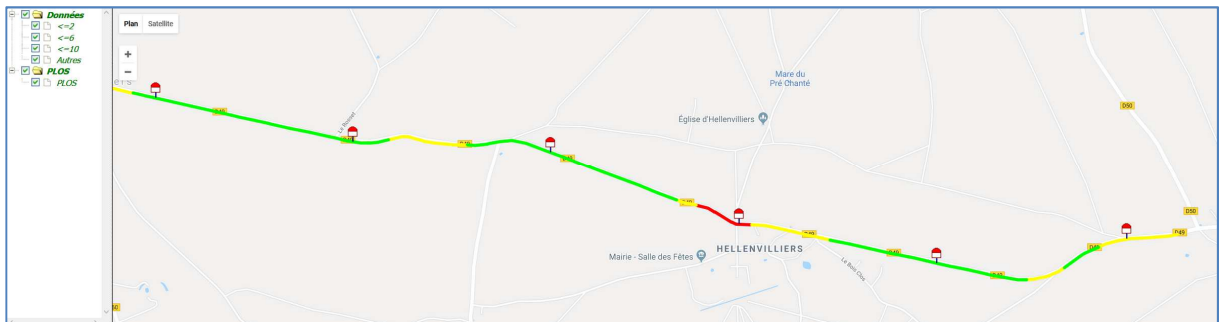 Données
<=2
<=6
<=10
Autres
PLOS
PLOS
Plan Satellite
+
−
Mare du
Pré Chanté
Église d'Hellenvilliers
D50
D50
D49
D49
D49
D49
HELLENVILLIERS
Mairie - Salle des Fêtes
Le Bois Clos